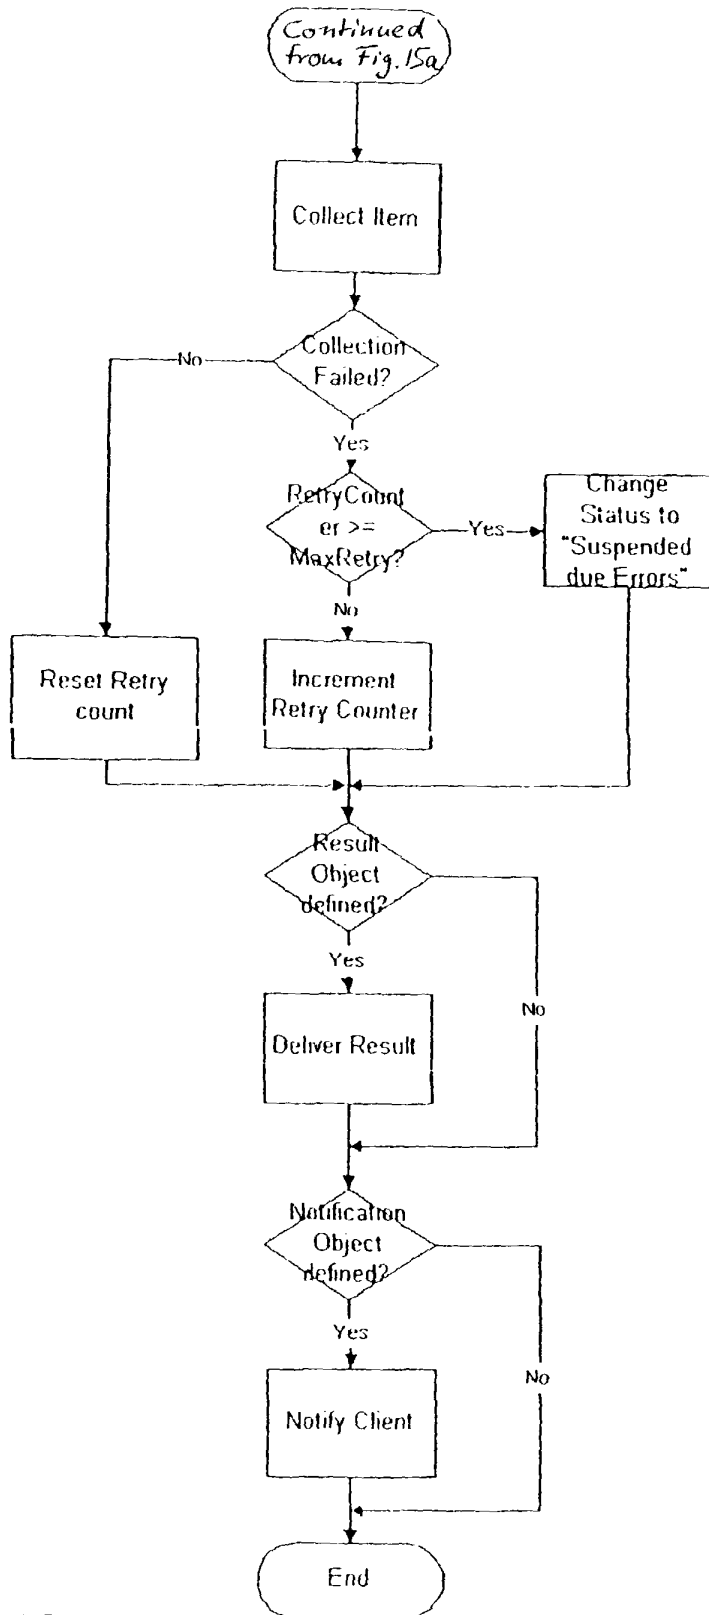 Continued
from Fig. 15a
Collect Item
Collection
Failed?
No
Yes
RetryCount
er >=
MaxRetry?
Yes
Change
Status to
"Suspended
due Errors"
No
Reset Retry
count
Increment
Retry Counter
Result
Object
defined?
Yes
No
Deliver Result
Notification
Object
defined?
Yes
No
Notify Client
End